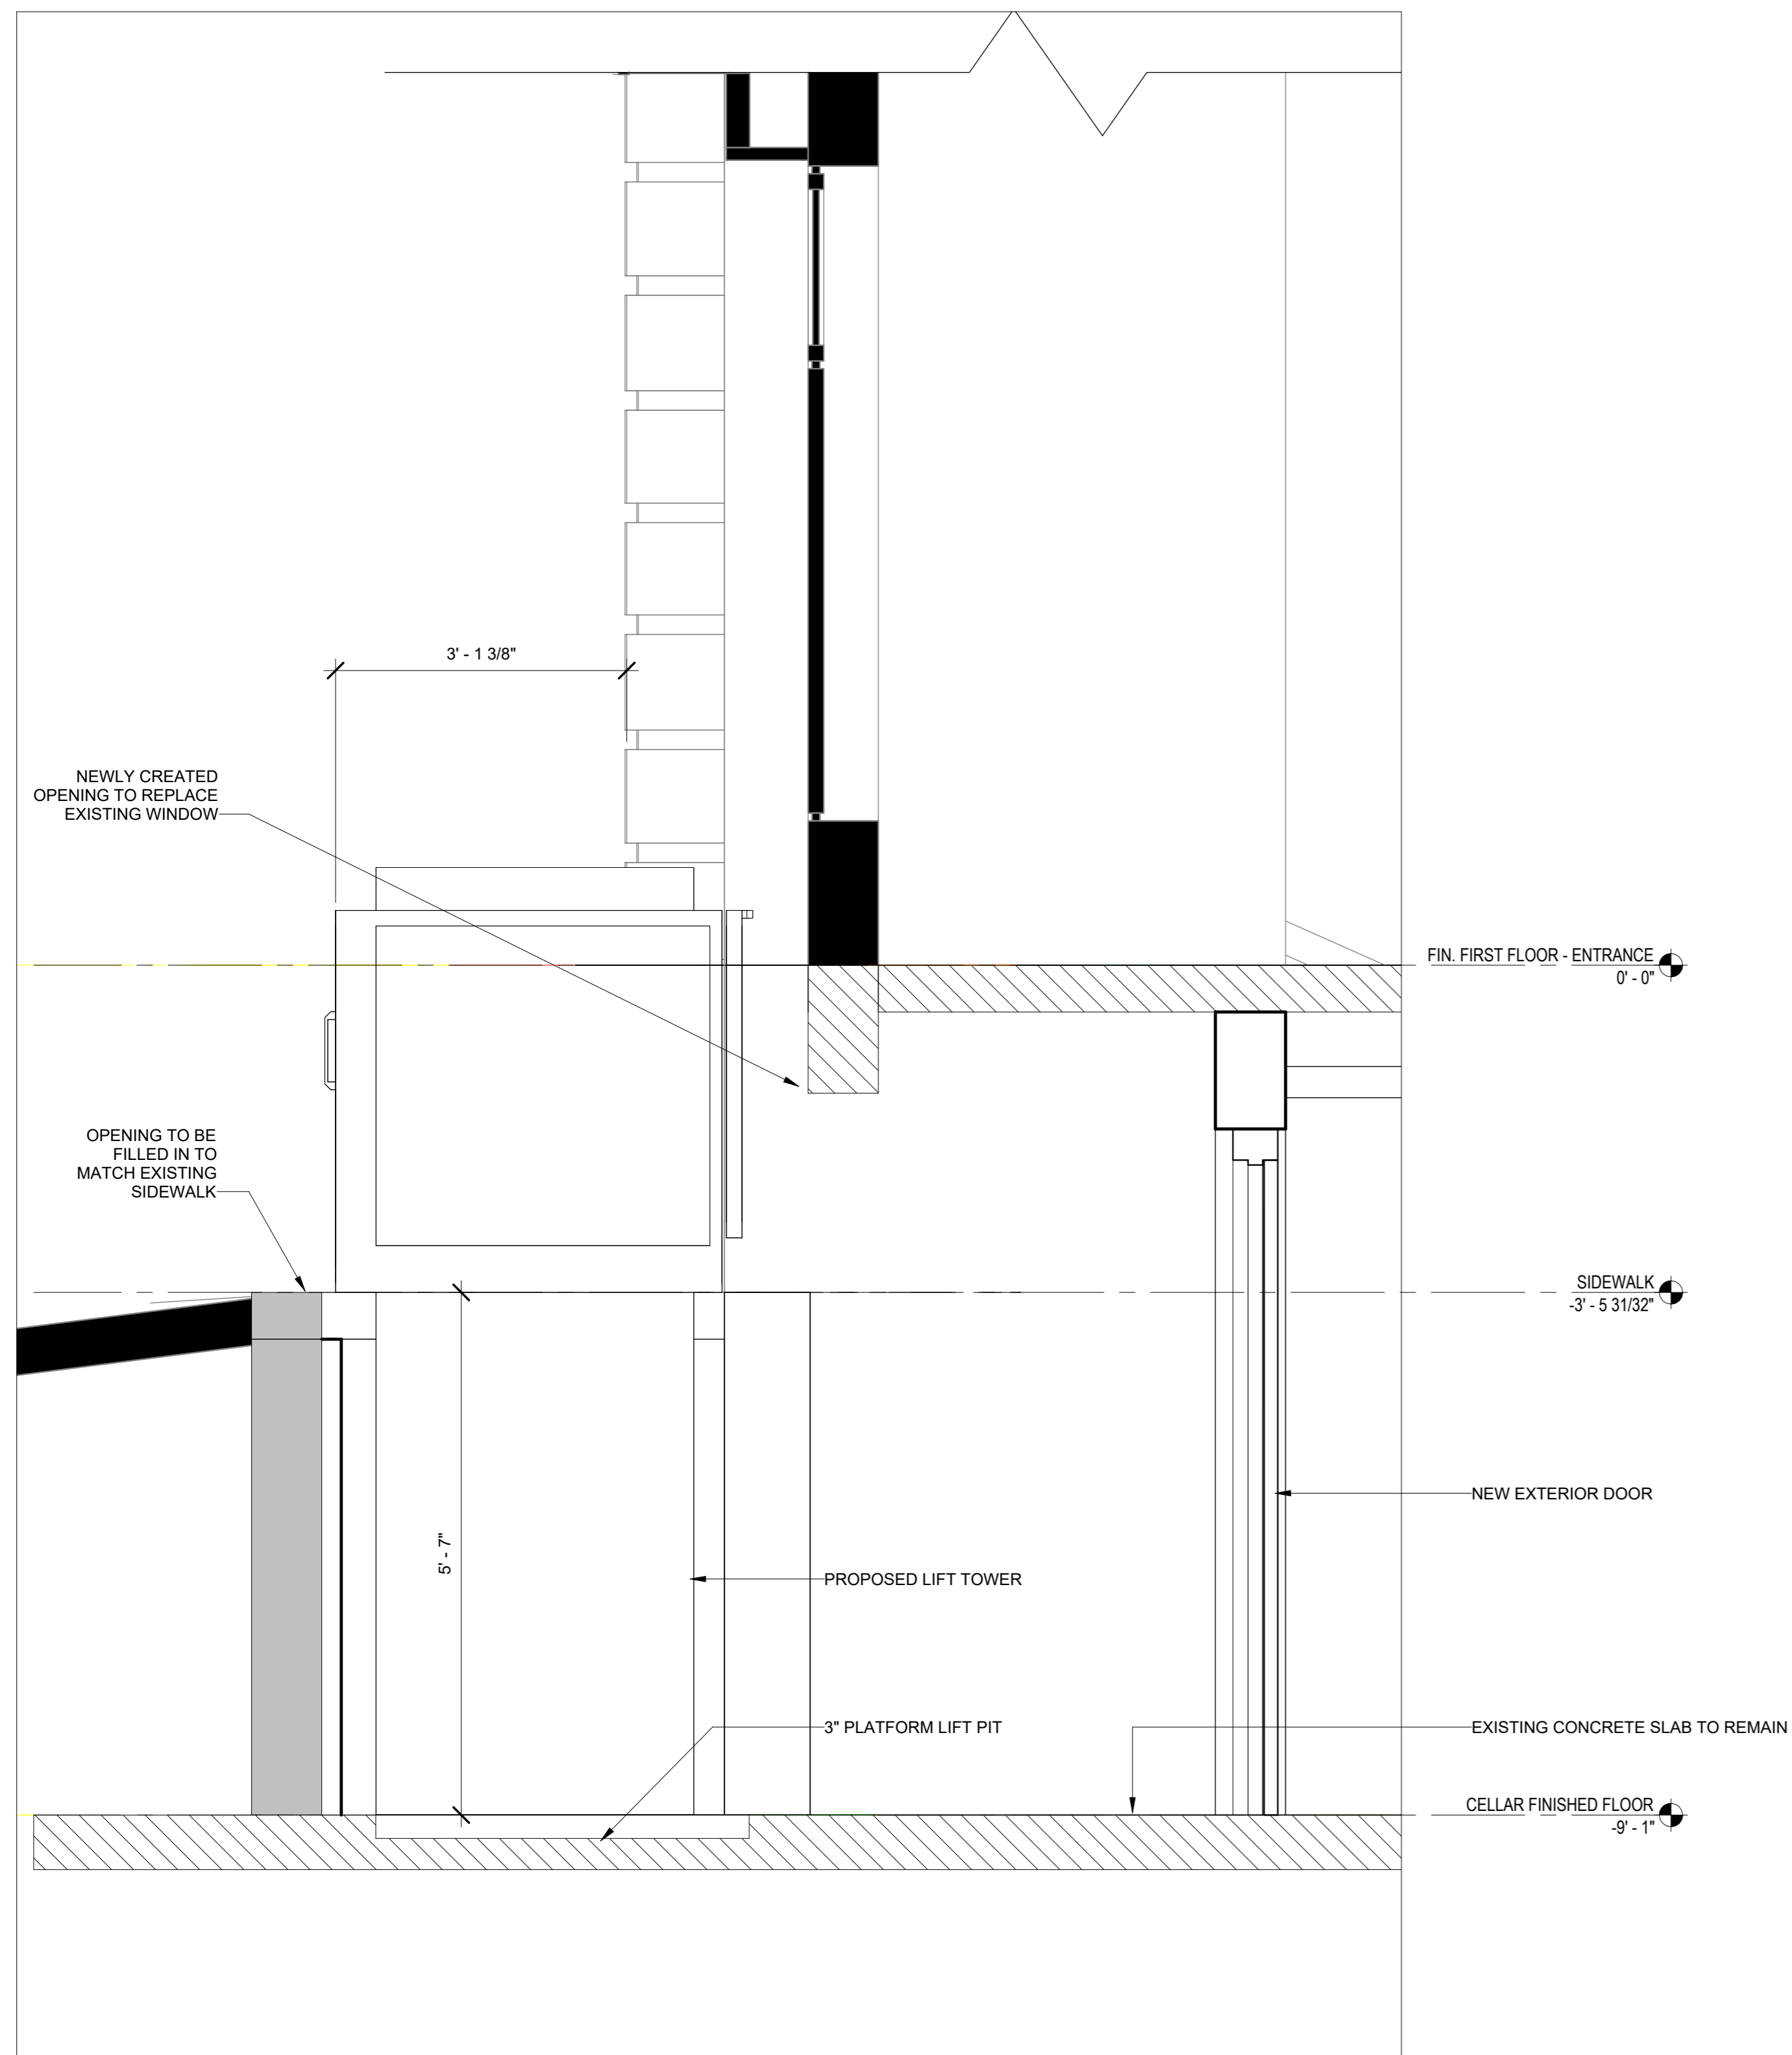 3' - 1 3/8"
NEWLY CREATED
OPENING TO REPLACE
EXISTING WINDOW
FIN. FIRST FLOOR - ENTRANCE
0' - 0"
OPENING TO BE
FILLED IN TO
MATCH EXISTING
SIDEWALK
SIDEWALK
-3' - 5 31/32"
NEW EXTERIOR DOOR
5' - 7"
PROPOSED LIFT TOWER
3" PLATFORM LIFT PIT
EXISTING CONCRETE SLAB TO REMAIN
CELLAR FINISHED FLOOR
-9' - 1"